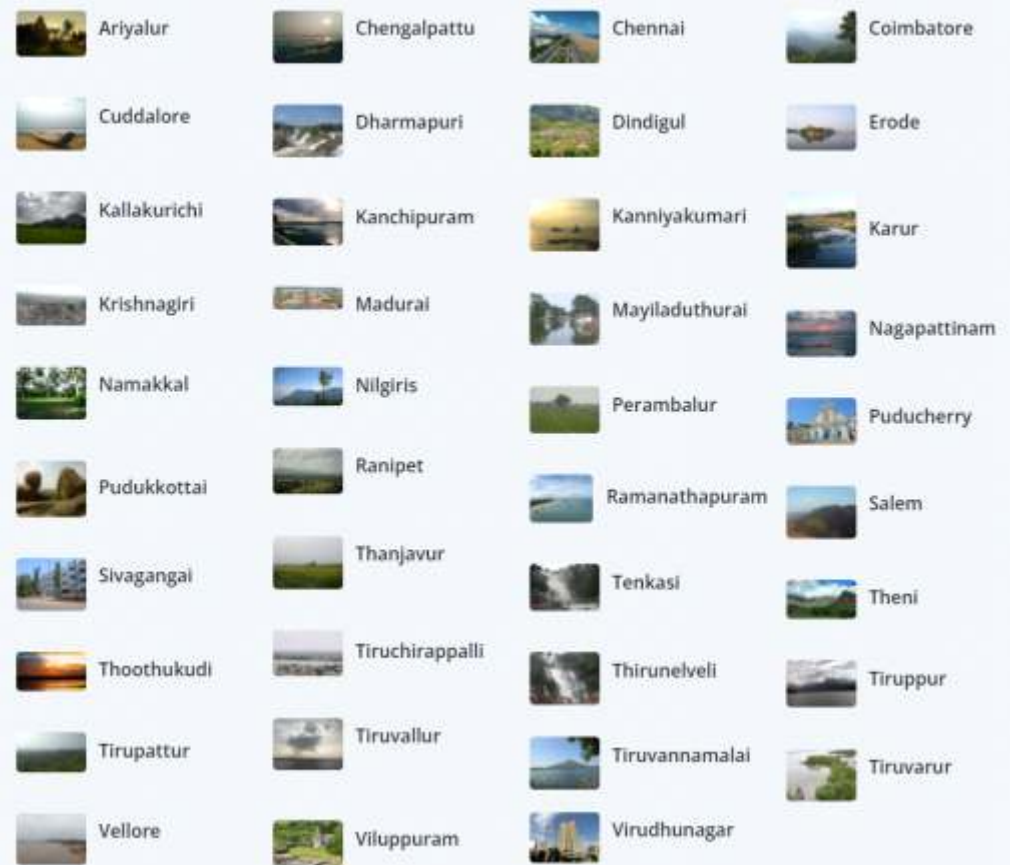 Ariyalur
Chengalpattu
Chennai
Coimbatore
Cuddalore
Dharmapuri
Dindigul
Erode
Kallakurichi
Kanchipuram
Kanniyakumari
Karur
Krishnagiri
Madurai
Mayiladuthurai
Nagapattinam
Namakkal
Nilgiris
Perambalur
Puducherry
Pudukkottai
Ranipet
Ramanathapuram
Salem
Sivagangai
Thanjavur
Tenkasi
Theni
Thoothukudi
Tiruchirappalli
Thirunelveli
Tiruppur
Tirupattur
Tiruvallur
Tiruvannamalai
Tiruvarur
Vellore
Viluppuram
Virudhunagar